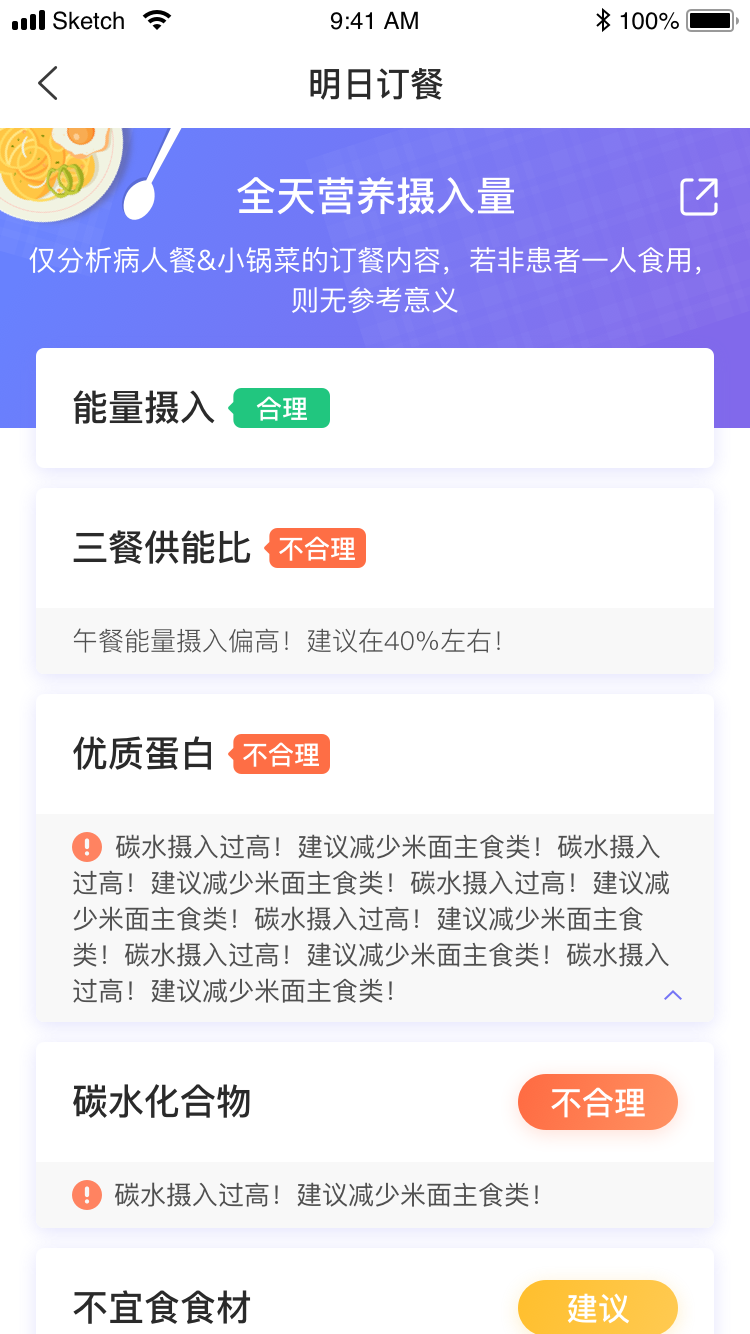 Sketch 9:41 AM 100%
明日订餐
全天营养摄入量
仅分析病人餐&小锅菜的订餐内容，若非患者一人食用，
则无参考意义
能量摄入 合理
三餐供能比 不合理
午餐能量摄入偏高！建议在40%左右！
优质蛋白 不合理
碳水摄入过高！建议减少米面主食类！碳水摄入
过高！建议减少米面主食类！碳水摄入过高！建议减
少米面主食类！碳水摄入过高！建议减少米面主食
类！碳水摄入过高！建议减少米面主食类！碳水摄入
过高！建议减少米面主食类！
碳水化合物 不合理
碳水摄入过高！建议减少米面主食类！
不宜食食材 建议